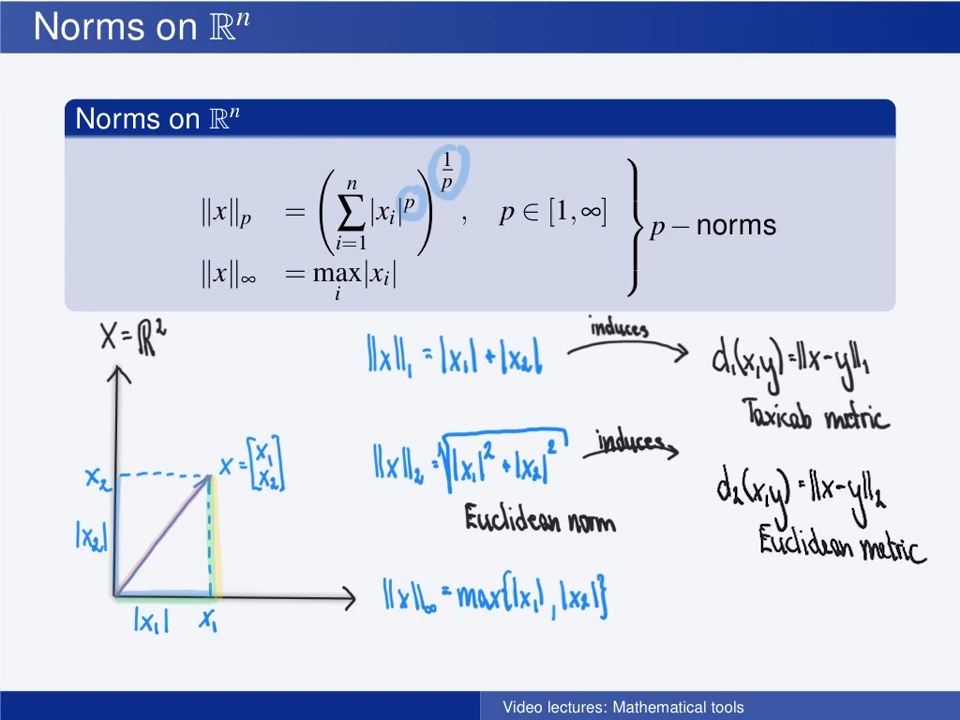 Norms on ℝⁿ
Norms on ℝⁿ
‖x‖ₚ = (∑ⁿᵢ₌₁ |xᵢ|ᵖ)^(1/p), p ∈ [1,∞]
‖x‖∞ = maxᵢ |xᵢ|
p − norms
X = ℝ²
x₂
|x₂|
x = [x₁ x₂]
|x₁| x₁
‖x‖₁ = |x₁| + |x₂| induces d₁(x,y) = ‖x-y‖₁
Taxicab metric
‖x‖₂ = √(|x₁|² + |x₂|²) induces d₂(x,y) = ‖x-y‖₂
Euclidean norm
Euclidean metric
‖x‖∞ = max{|x₁|, |x₂|}
Video lectures: Mathematical tools